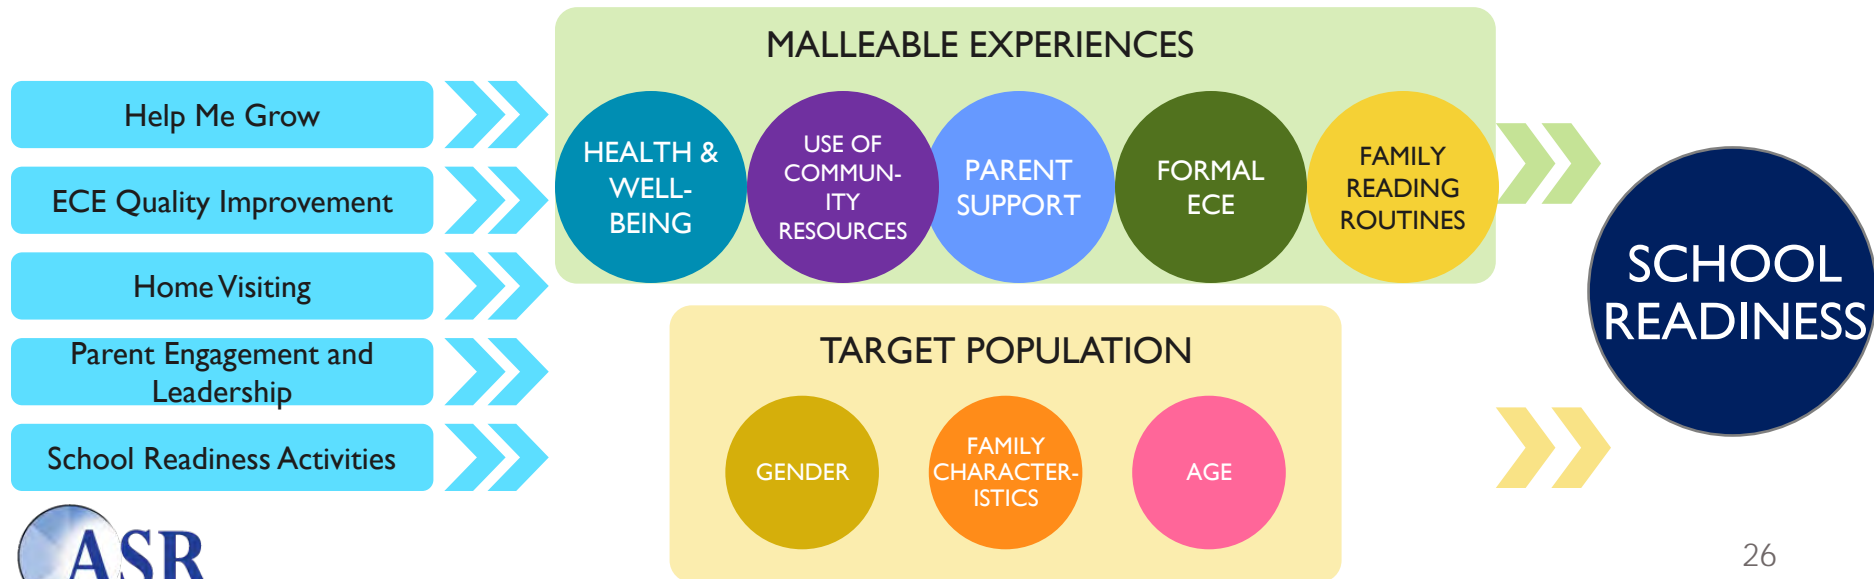 Help Me Grow
ECE Quality Improvement
Home Visiting
Parent Engagement and
Leadership
School Readiness Activities
MALLEABLE EXPERIENCES
HEALTH &
WELL-
BEING
USE OF
COMMUN-
ITY
RESOURCES
PARENT
SUPPORT
FORMAL
ECE
FAMILY
READING
ROUTINES
TARGET POPULATION
GENDER
FAMILY
CHARACTER-
ISTICS
AGE
SCHOOL
READINESS
ASR
26